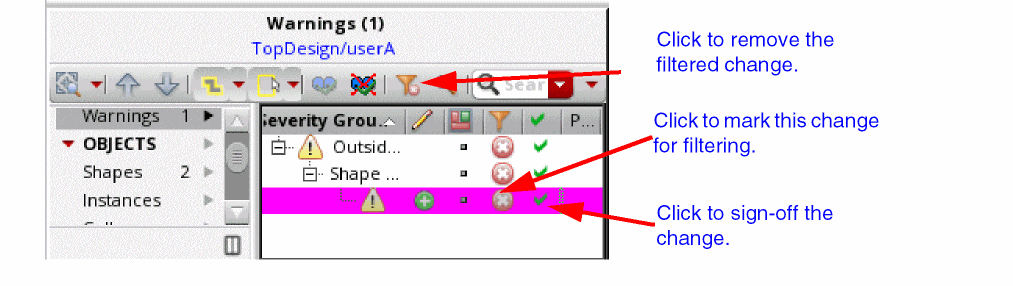 Warnings (1)
TopDesign/userA
Click to remove the
filtered change.
Sear
Warnings 1
Severity Grou...
P...
Click to mark this change
for filtering.
OBJECTS
Outsid...
Shapes 2
Shape ...
Instances
Click to sign-off the
change.